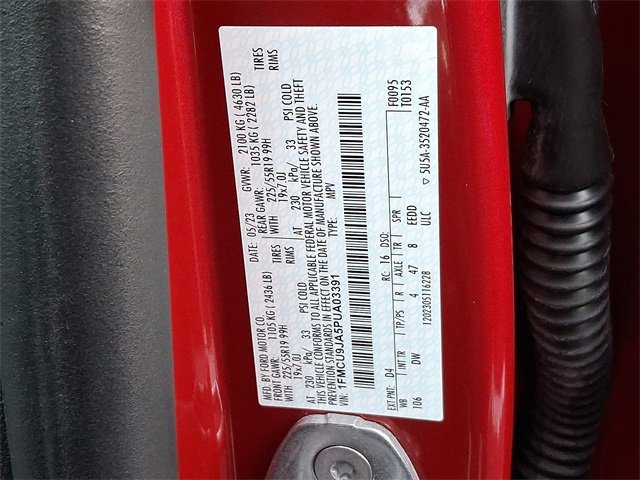 MFD. BY FORD MOTOR CO. DATE: 05/23 GVWR: 2100 KG ( 4630 LB)
FRONT GAWR: 1105 KG ( 2436 LB) REAR GAWR: 1035 KG ( 2282 LB)
WITH 225/55R19 99H TIRES WITH 225/55R19 99H TIRES
19x7.0J RIMS 19x7.0J RIMS
AT 230 kPa/ 33 PSI COLD AT 230 kPa/ 33 PSI COLD
THIS VEHICLE CONFORMS TO ALL APPLICABLE FEDERAL MOTOR VEHICLE SAFETY AND THEFT
PREVENTION STANDARDS IN EFFECT ON THE DATE OF MANUFACTURE SHOWN ABOVE.
VIN: 1FMCU9JA5PUA03391 TYPE: MPV
F0095
T0153
EXT PNT: D4 RC: 16 DSO:
WB INT TR TP/PS R AXLE TR SPR
106 DW 4 47 8 EEDD
1202305116228 ULC
5U5A-3520472-AA